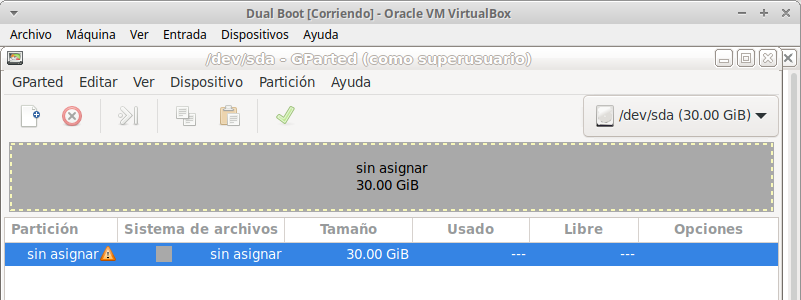 Dual Boot [Corriendo] - Oracle VM VirtualBox
Archivo Máquina Ver Entrada Dispositivos Ayuda
/dev/sda - GParted (como superusuario)
GParted Editar Ver Dispositivo Partición Ayuda
/dev/sda (30.00 GiB)
sin asignar
30.00 GiB
Partición Sistema de archivos Tamaño Usado Libre Opciones
sin asignar sin asignar 30.00 GiB --- ---